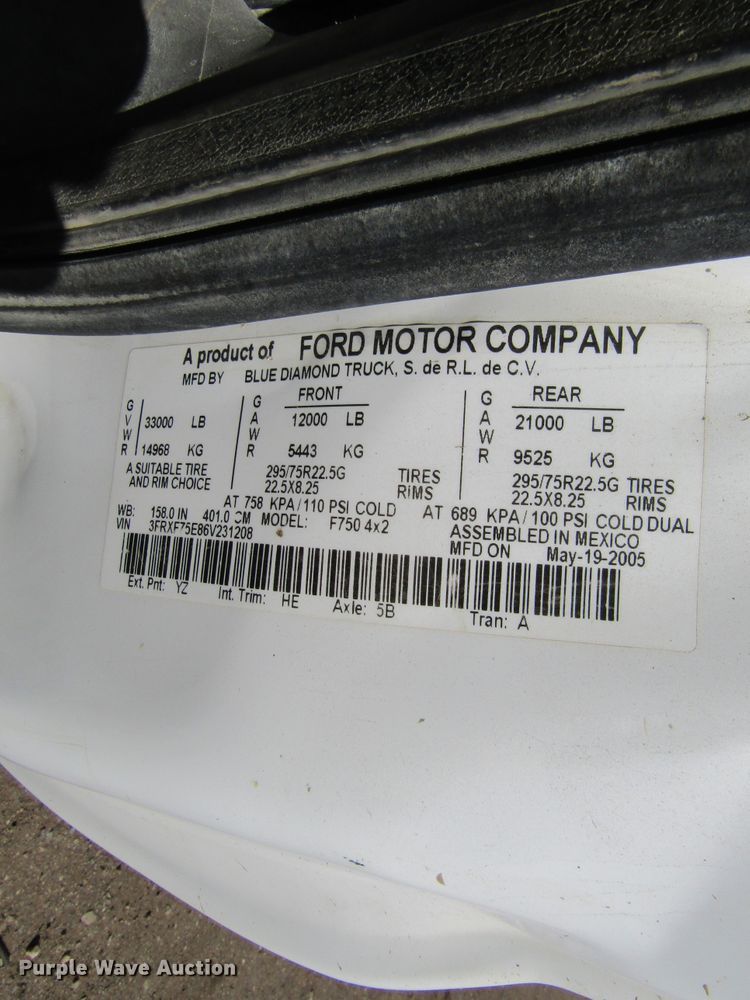 A product of FORD MOTOR COMPANY
MFD BY BLUE DIAMOND TRUCK, S. de R.L. de C.V.
GVWR 33000 LB 14968 KG
GAWR FRONT 12000 LB 5443 KG
GAWR REAR 21000 LB 9525 KG
A SUITABLE TIRE AND RIM CHOICE
295/75R22.5G TIRES
22.5X8.25 RIMS
AT 758 KPA/110 PSI COLD
295/75R22.5G TIRES
22.5X8.25 RIMS
AT 689 KPA/100 PSI COLD DUAL
WB: 158.0 IN 401.0 CM MODEL: F750 4x2
ASSEMBLED IN MEXICO
VIN 3FRXF75E86V231208
MFD ON May-19-2005
Ext. Pnt: YZ Int. Trim: HE Axle: 5B Tran: A
Purple Wave Auction